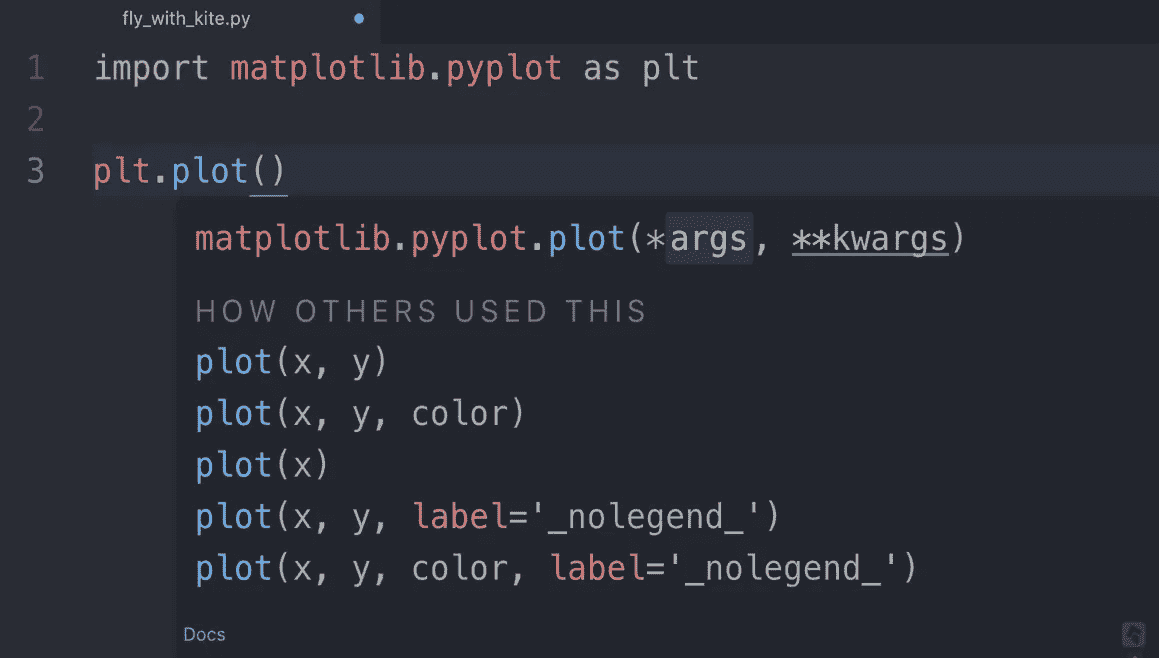 fly_with_kite.py
1 import matplotlib.pyplot as plt
2
3 plt.plot()
matplotlib.pyplot.plot(*args, **kwargs)
HOW OTHERS USED THIS
plot(x, y)
plot(x, y, color)
plot(x)
plot(x, y, label='_nolegend_')
plot(x, y, color, label='_nolegend_')
Docs